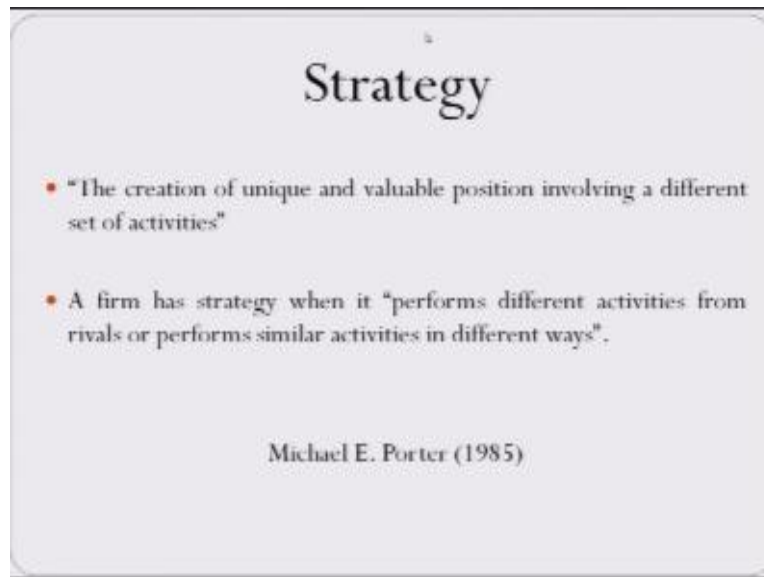 Strategy
• "The creation of unique and valuable position involving a different
set of activities"
• A firm has strategy when it "performs different activities from
rivals or performs similar activities in different ways".
Michael E. Porter (1985)